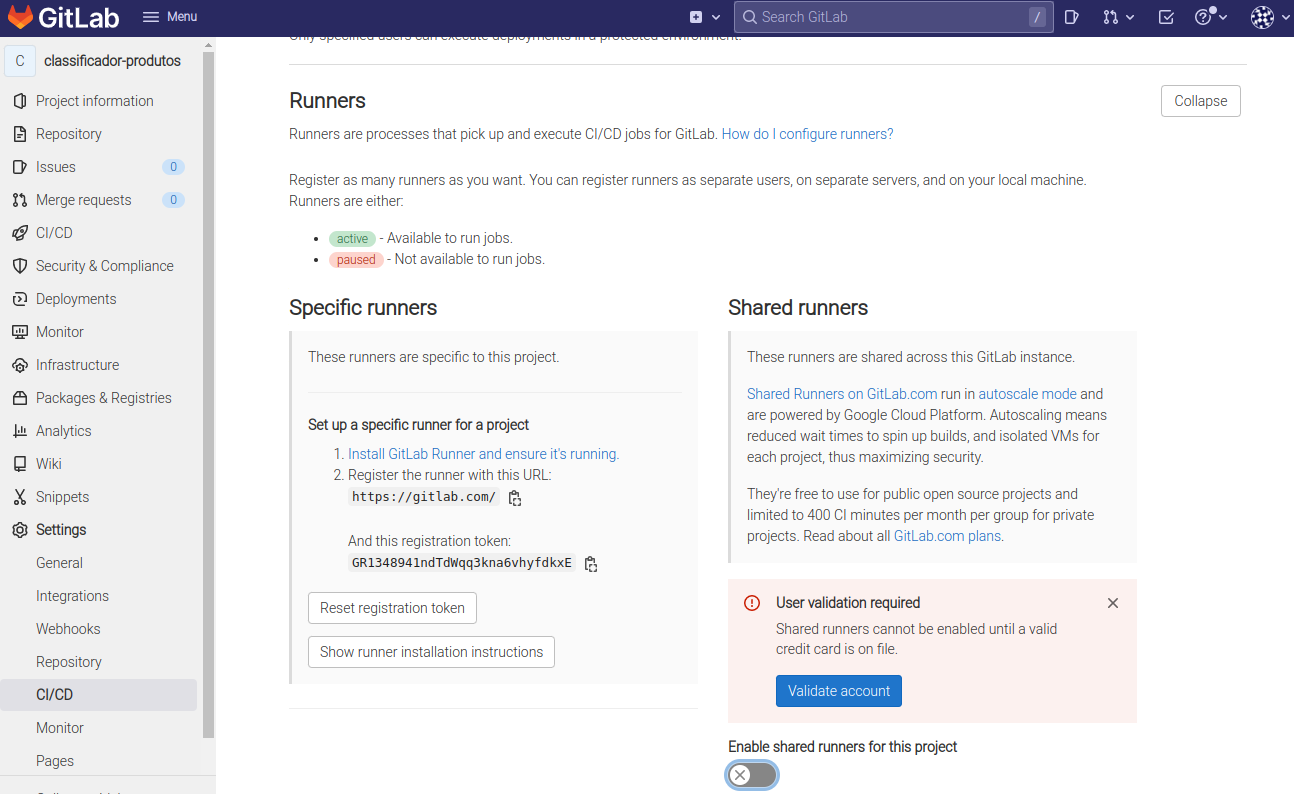 GitLab
Menu
Search GitLab
/
C
classificador-produtos
Project information
Repository
Issues
0
Merge requests
0
CI/CD
Security & Compliance
Deployments
Monitor
Infrastructure
Packages & Registries
Analytics
Wiki
Snippets
Settings
General
Integrations
Webhooks
Repository
CI/CD
Monitor
Pages
Only specified users can execute deployments in a protected environment.
Runners
Collapse
Runners are processes that pick up and execute CI/CD jobs for GitLab. How do I configure runners?
Register as many runners as you want. You can register runners as separate users, on separate servers, and on your local machine.
Runners are either:
• active - Available to run jobs.
• paused - Not available to run jobs.
Specific runners
These runners are specific to this project.
Set up a specific runner for a project
1. Install GitLab Runner and ensure it's running.
2. Register the runner with this URL:
https://gitlab.com/
And this registration token:
GR1348941ndTdWqq3kna6vhyfdkxE
Reset registration token
Show runner installation instructions
Shared runners
These runners are shared across this GitLab instance.
Shared Runners on GitLab.com run in autoscale mode and
are powered by Google Cloud Platform. Autoscaling means
reduced wait times to spin up builds, and isolated VMs for
each project, thus maximizing security.
They're free to use for public open source projects and
limited to 400 CI minutes per month per group for private
projects. Read about all GitLab.com plans.
User validation required
Shared runners cannot be enabled until a valid
credit card is on file.
Validate account
Enable shared runners for this project